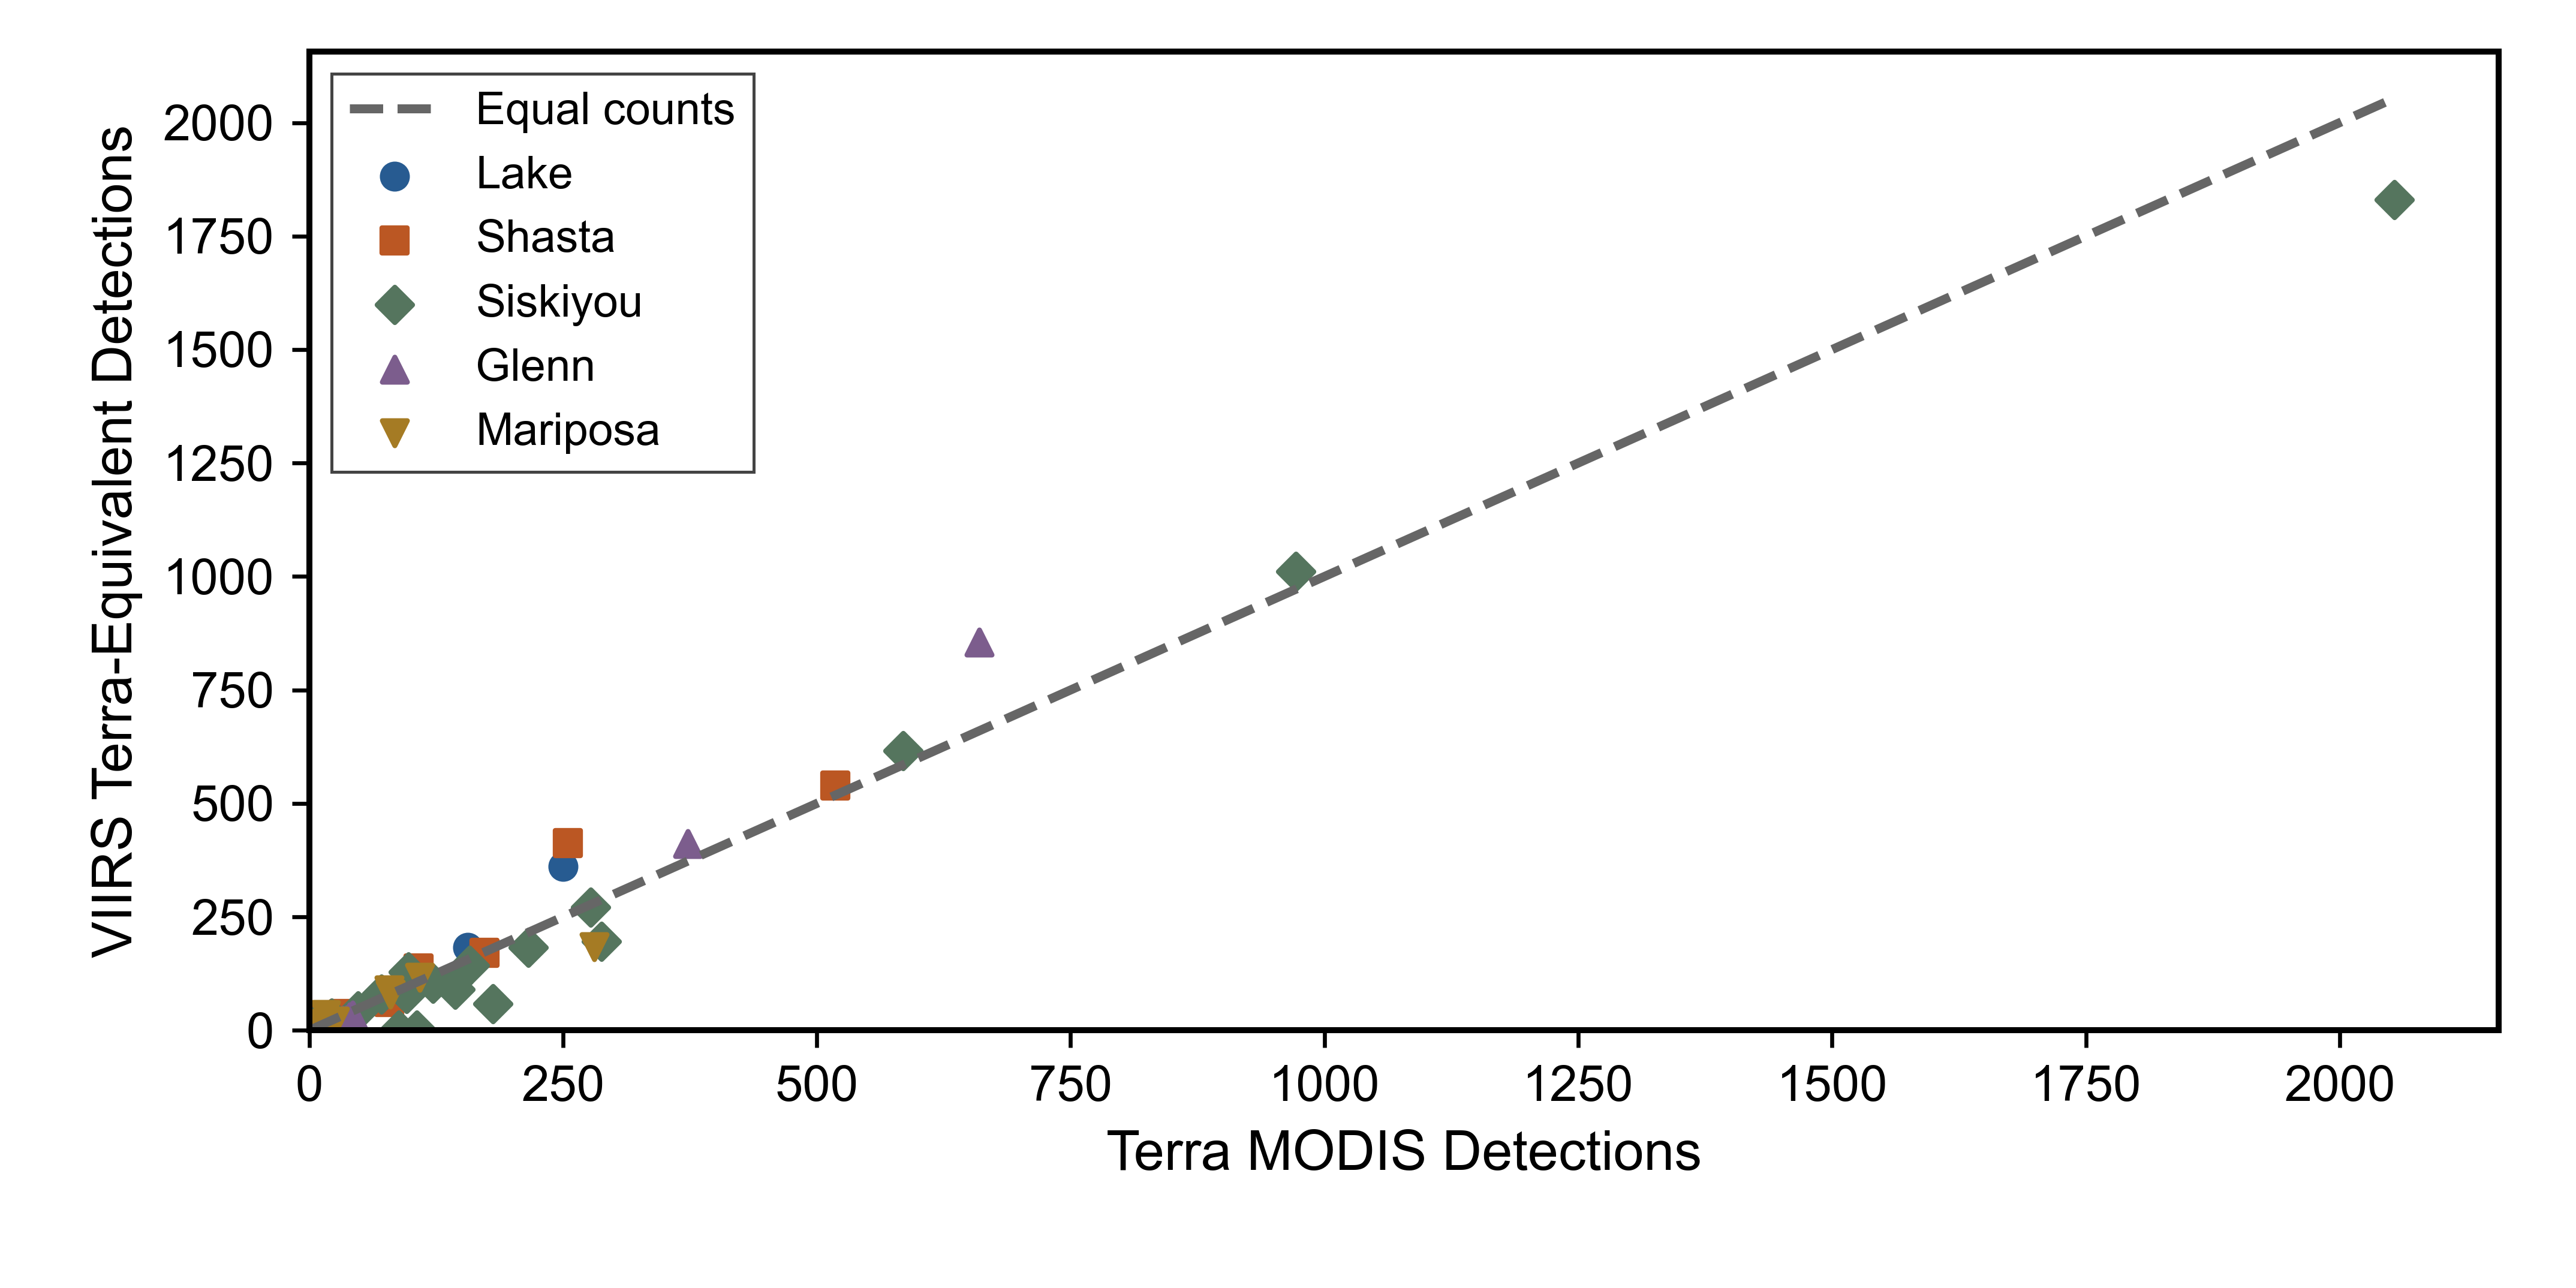 Equal counts
Lake
Shasta
Siskiyou
Glenn
Mariposa
VIIRS Terra-Equivalent Detections
2000
1750
1500
1250
1000
750
500
250
0
0 250 500 750 1000 1250 1500 1750 2000
Terra MODIS Detections